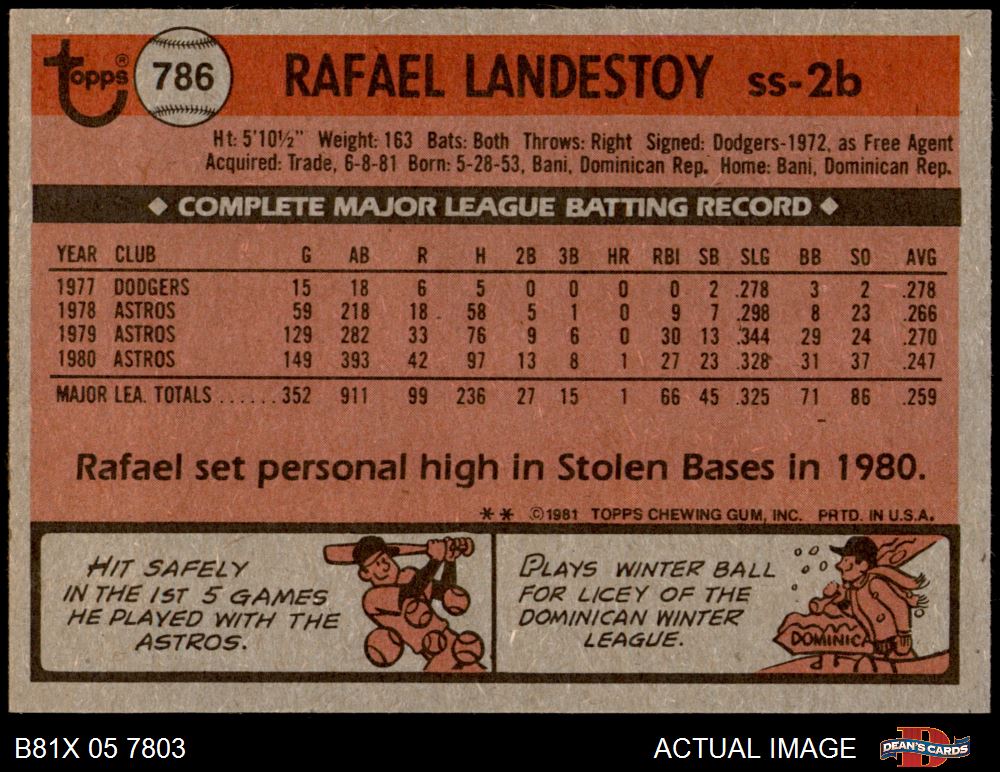 topps®
786
RAFAEL LANDESTOY ss-2b
Ht: 5'10½" Weight: 163 Bats: Both Throws: Right Signed: Dodgers-1972, as Free Agent
Acquired: Trade, 6-8-81 Born: 5-28-53, Bani, Dominican Rep. Home: Bani, Dominican Rep.
◆ COMPLETE MAJOR LEAGUE BATTING RECORD ◆
YEAR CLUB G AB R H 2B 3B HR RBI SB SLG BB SO AVG
1977 DODGERS 15 18 6 5 0 0 0 0 2 .278 3 2 .278
1978 ASTROS 59 218 18 58 5 1 0 9 7 .298 8 23 .266
1979 ASTROS 129 282 33 76 9 6 0 30 13 .344 29 24 .270
1980 ASTROS 149 393 42 97 13 8 1 27 23 .328 31 37 .247
MAJOR LEA. TOTALS ...... 352 911 99 236 27 15 1 66 45 .325 71 86 .259
Rafael set personal high in Stolen Bases in 1980.
** ©1981 TOPPS CHEWING GUM, INC. PRTD. IN U.S.A.
HIT SAFELY
IN THE 1ST 5 GAMES
HE PLAYED WITH THE
ASTROS.
PLAYS WINTER BALL
FOR LICEY OF THE
DOMINICAN WINTER
LEAGUE.
DOMINICA
B81X 05 7803
ACTUAL IMAGE
D
DEAN'S CARDS